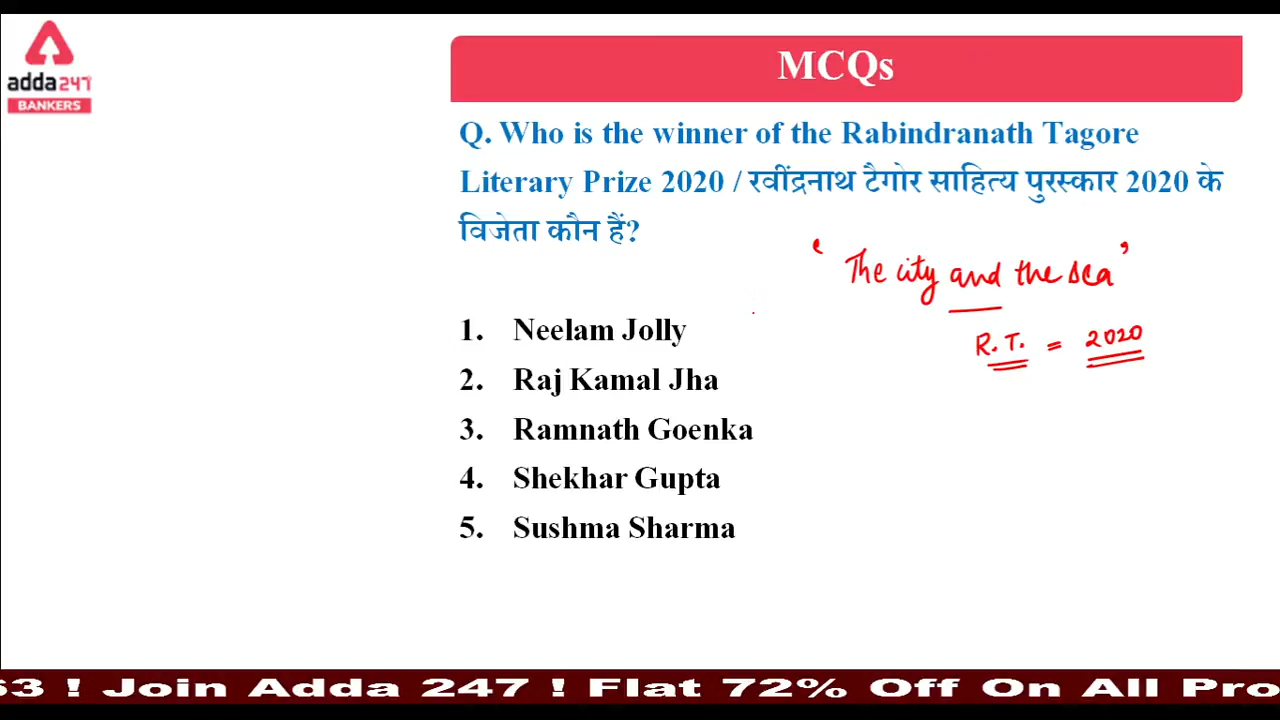 adda247
BANKERS
MCQs
Q. Who is the winner of the Rabindranath Tagore
Literary Prize 2020 / रवींद्रनाथ टैगोर साहित्य पुरस्कार 2020 के
विजेता कौन हैं?
‘ The city and the sea ’
R.T. = 2020
1. Neelam Jolly
2. Raj Kamal Jha
3. Ramnath Goenka
4. Shekhar Gupta
5. Sushma Sharma
63 ! Join Adda 247 ! Flat 72% Off On All Pro